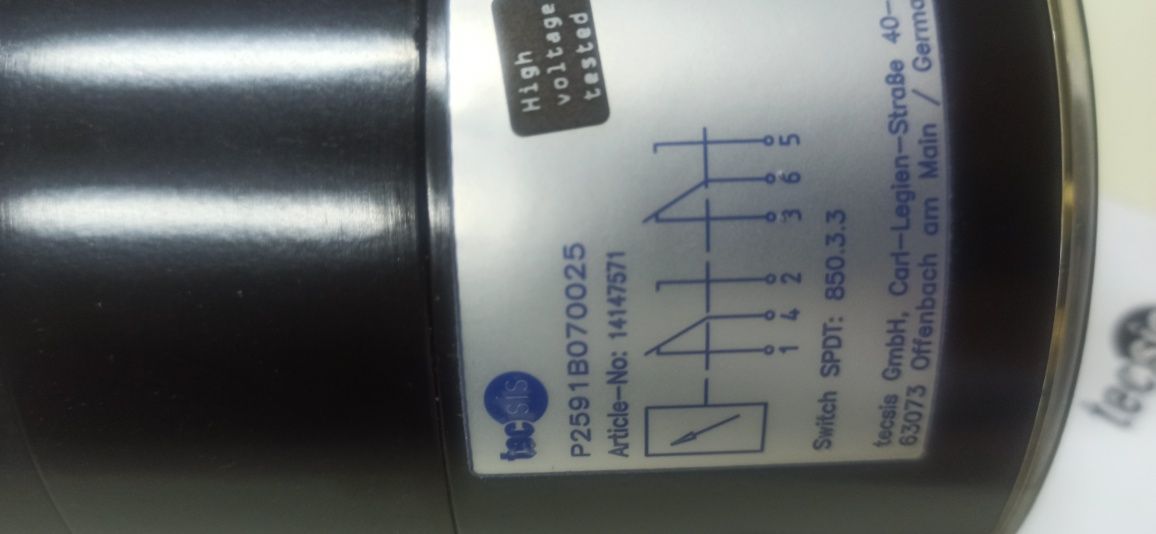 tecsis
High
voltage
tested
P2591B070025
Article-No: 14147571
1 4 2 3 6 5
Switch SPDT: 850.3.3
tecsis GmbH, Carl-Legien-Straße 40-
63073 Offenbach am Main / Germa
tecsis